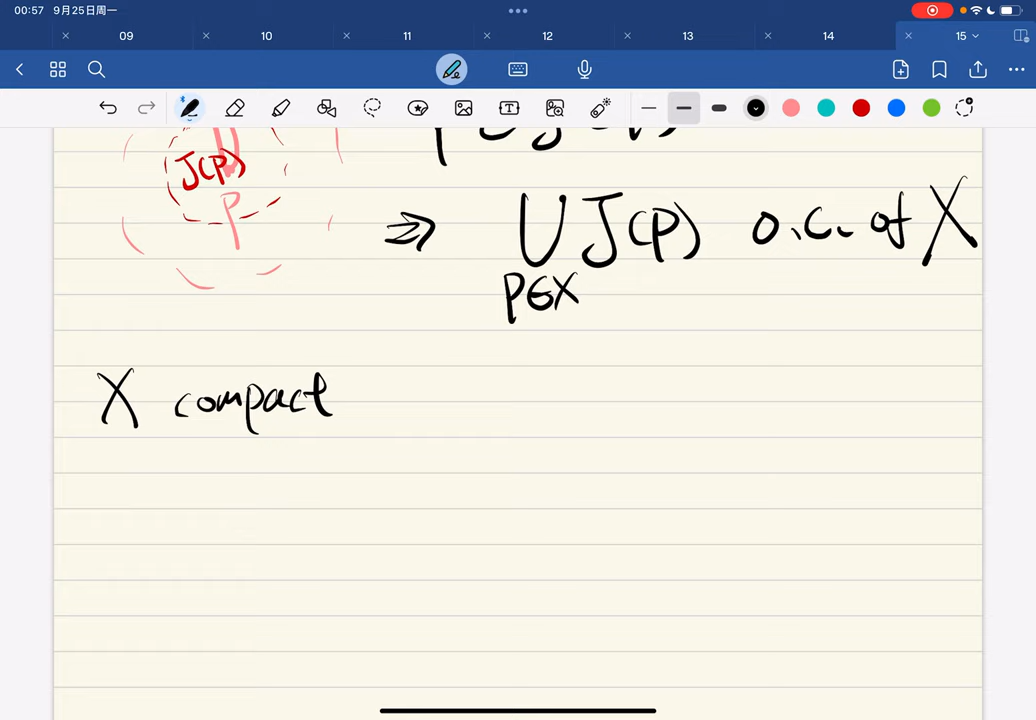 00:57 9月25日周一
09 10 11 12 13 14 15
J(p)
p
⇒ ∪ J(p) o.c. of X
p∈X
X compact